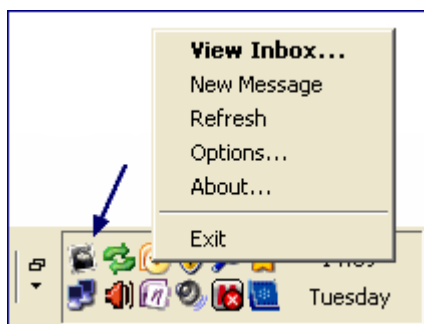 View Inbox...
New Message
Refresh
Options...
About...
Exit
Tuesday